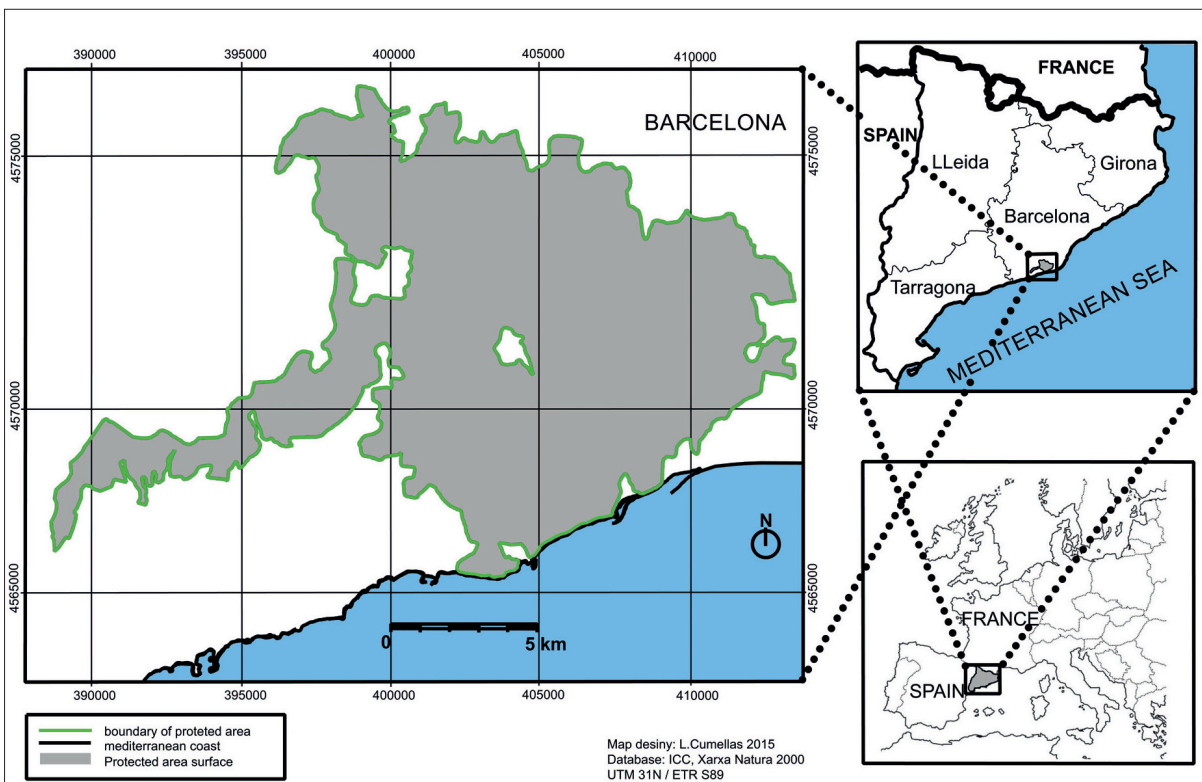 390000 395000 400000 405000 410000
4575000
4570000
4565000
4575000
4570000
4565000
BARCELONA
N
0 5 km
390000 395000 400000 405000 410000
boundary of proteted area
mediterranean coast
Protected area surface
Map desiny: L.Cumellas 2015
Database: ICC, Xarxa Natura 2000
UTM 31N / ETR S89
FRANCE
SPAIN
LLeida
Girona
Barcelona
Tarragona
MEDITERRANEAN SEA
FRANCE
SPAIN